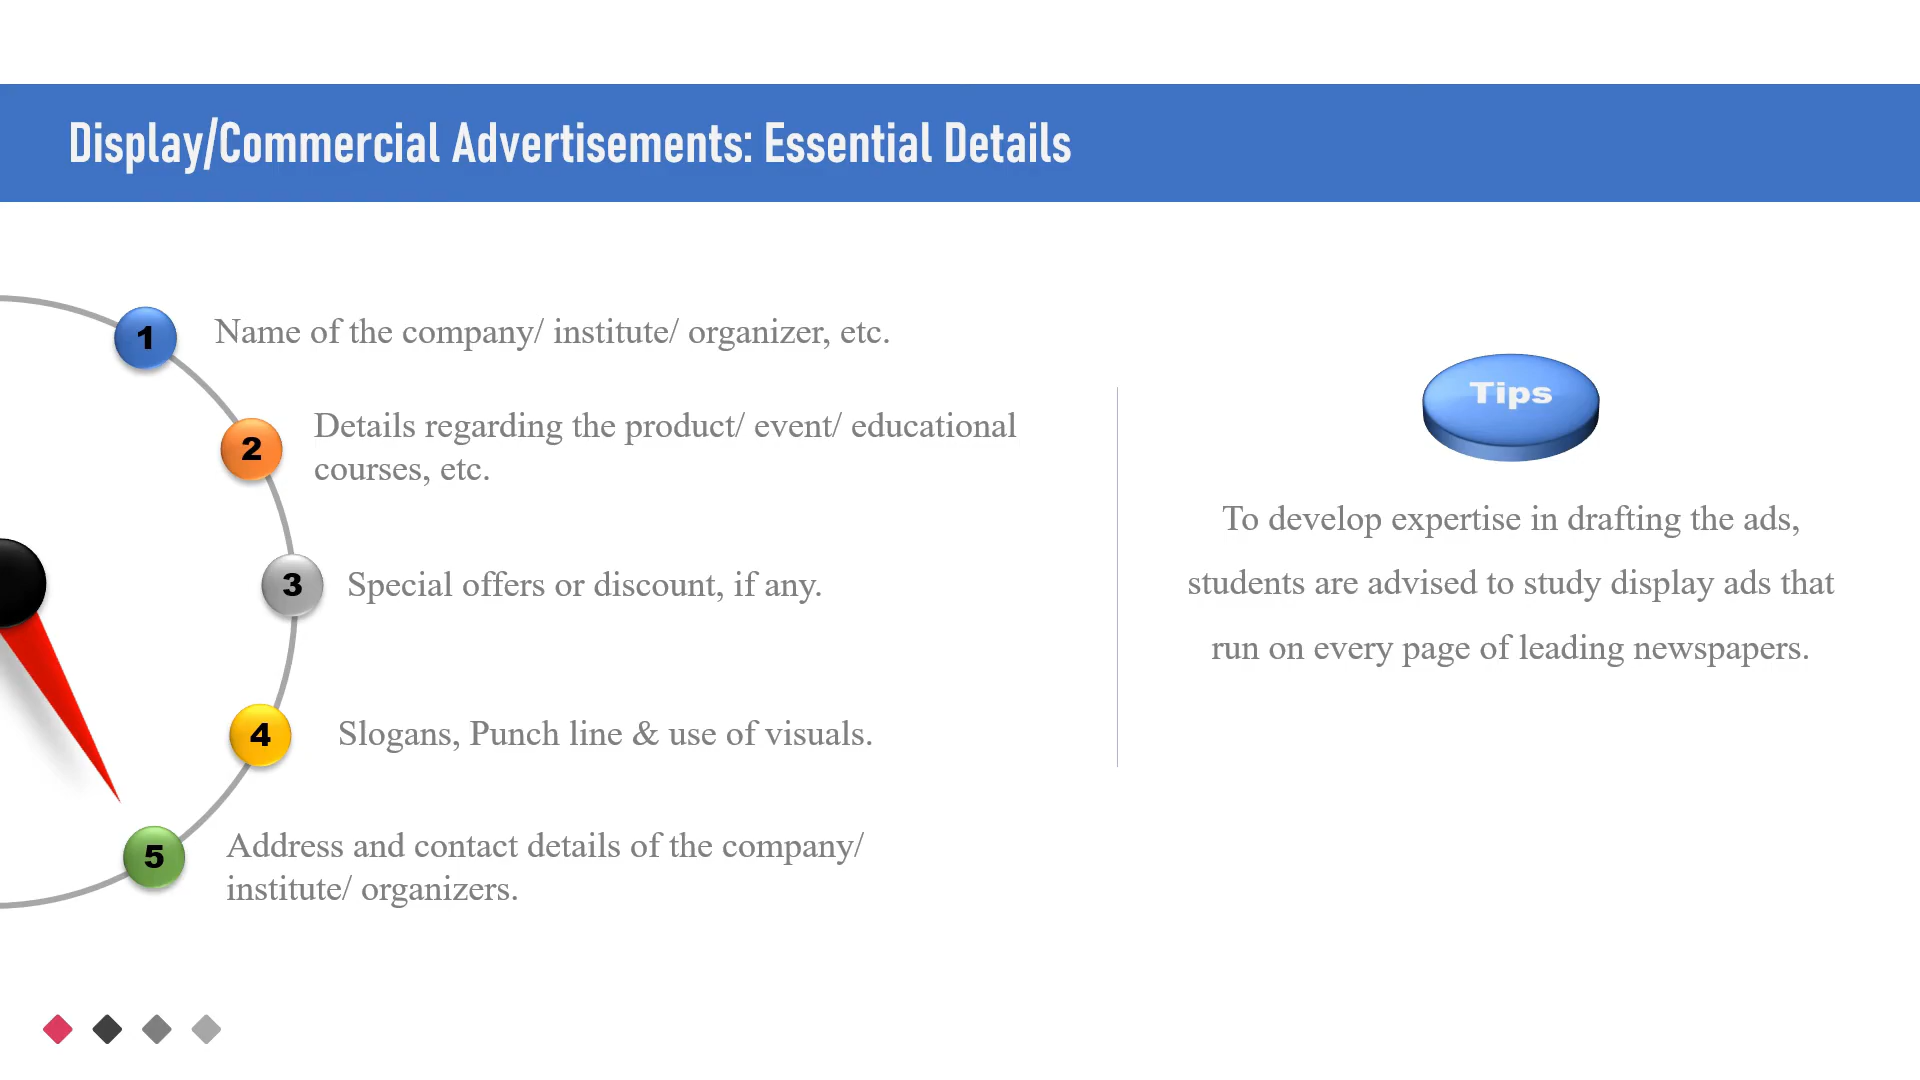 Display/Commercial Advertisements: Essential Details
1
Name of the company/ institute/ organizer, etc.
2
Details regarding the product/ event/ educational
courses, etc.
3
Special offers or discount, if any.
4
Slogans, Punch line & use of visuals.
5
Address and contact details of the company/
institute/ organizers.
Tips
To develop expertise in drafting the ads,
students are advised to study display ads that
run on every page of leading newspapers.